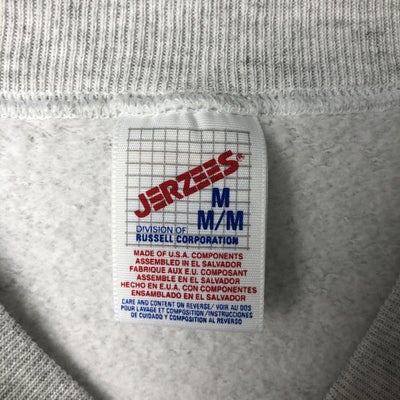 JERZEES®
M
M/M
DIVISION OF
RUSSELL CORPORATION
MADE OF U.S.A. COMPONENTS
ASSEMBLED IN EL SALVADOR
FABRIQUE AUX E.U. COMPOSANT
ASSEMBLE EN EL SALVADOR
HECHO EN E.U.A. CON COMPONENTES
ENSAMBLADO EN EL SALVADOR
CARE AND CONTENT ON REVERSE/ VOIR AU DOS
POUR LAVAGE ET COMPOSITION/INSTRUCCIONES
DE CUIDADO Y COMPOSITION AL REVERSO